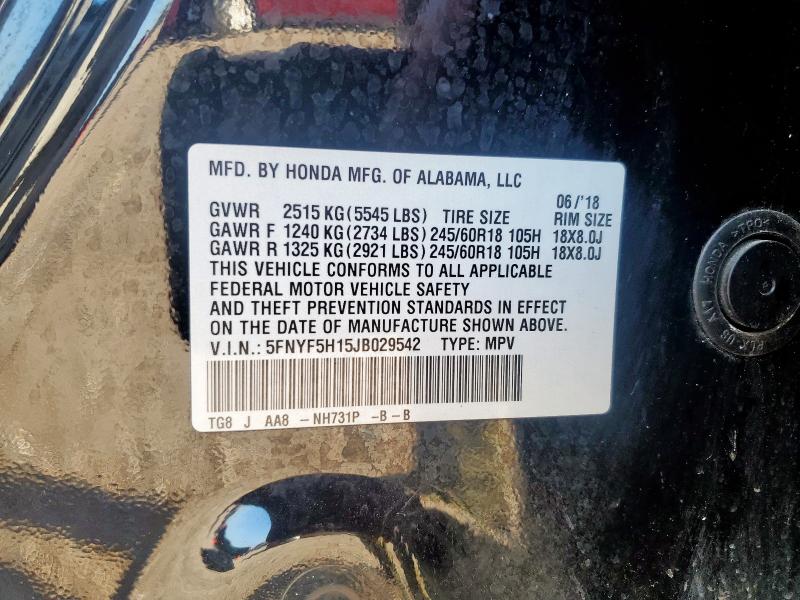 MFD. BY HONDA MFG. OF ALABAMA, LLC
06/'18
GVWR 2515 KG(5545 LBS) TIRE SIZE RIM SIZE
GAWR F 1240 KG(2734 LBS) 245/60R18 105H 18X8.0J
GAWR R 1325 KG(2921 LBS) 245/60R18 105H 18X8.0J
THIS VEHICLE CONFORMS TO ALL APPLICABLE
FEDERAL MOTOR VEHICLE SAFETY
AND THEFT PREVENTION STANDARDS IN EFFECT
ON THE DATE OF MANUFACTURE SHOWN ABOVE.
V.I.N.: 5FNYF5H15JB029542 TYPE: MPV
TG8 J AA8 -NH731P -B -B
HONDA >TPO<